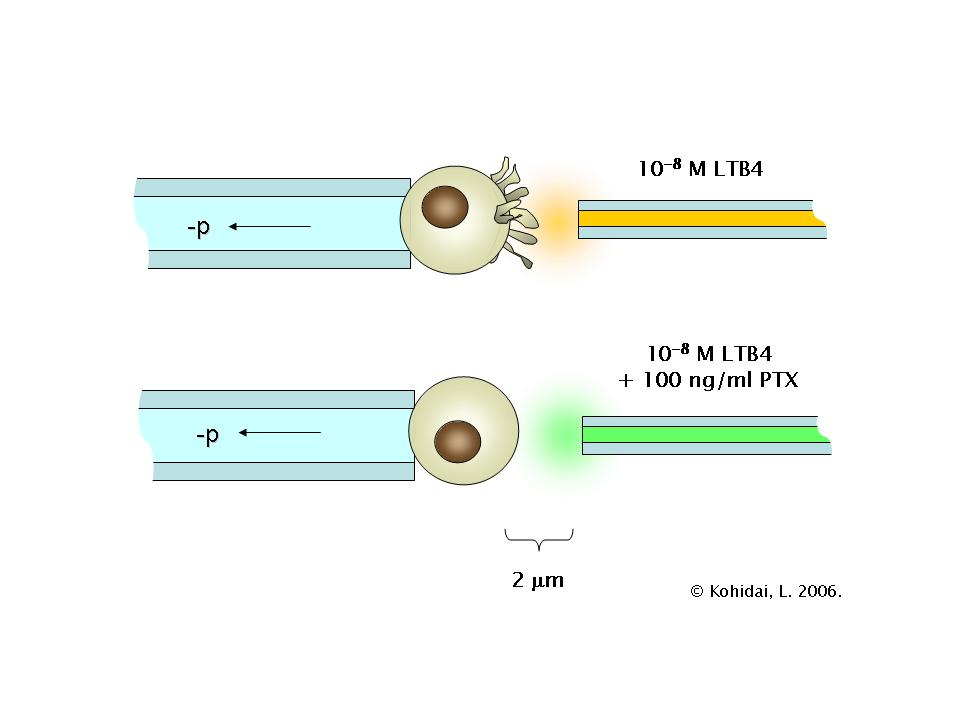 10⁻⁸ M LTB4
-p
10⁻⁸ M LTB4
+ 100 ng/ml PTX
-p
2 μm
© Kohidai, L. 2006.